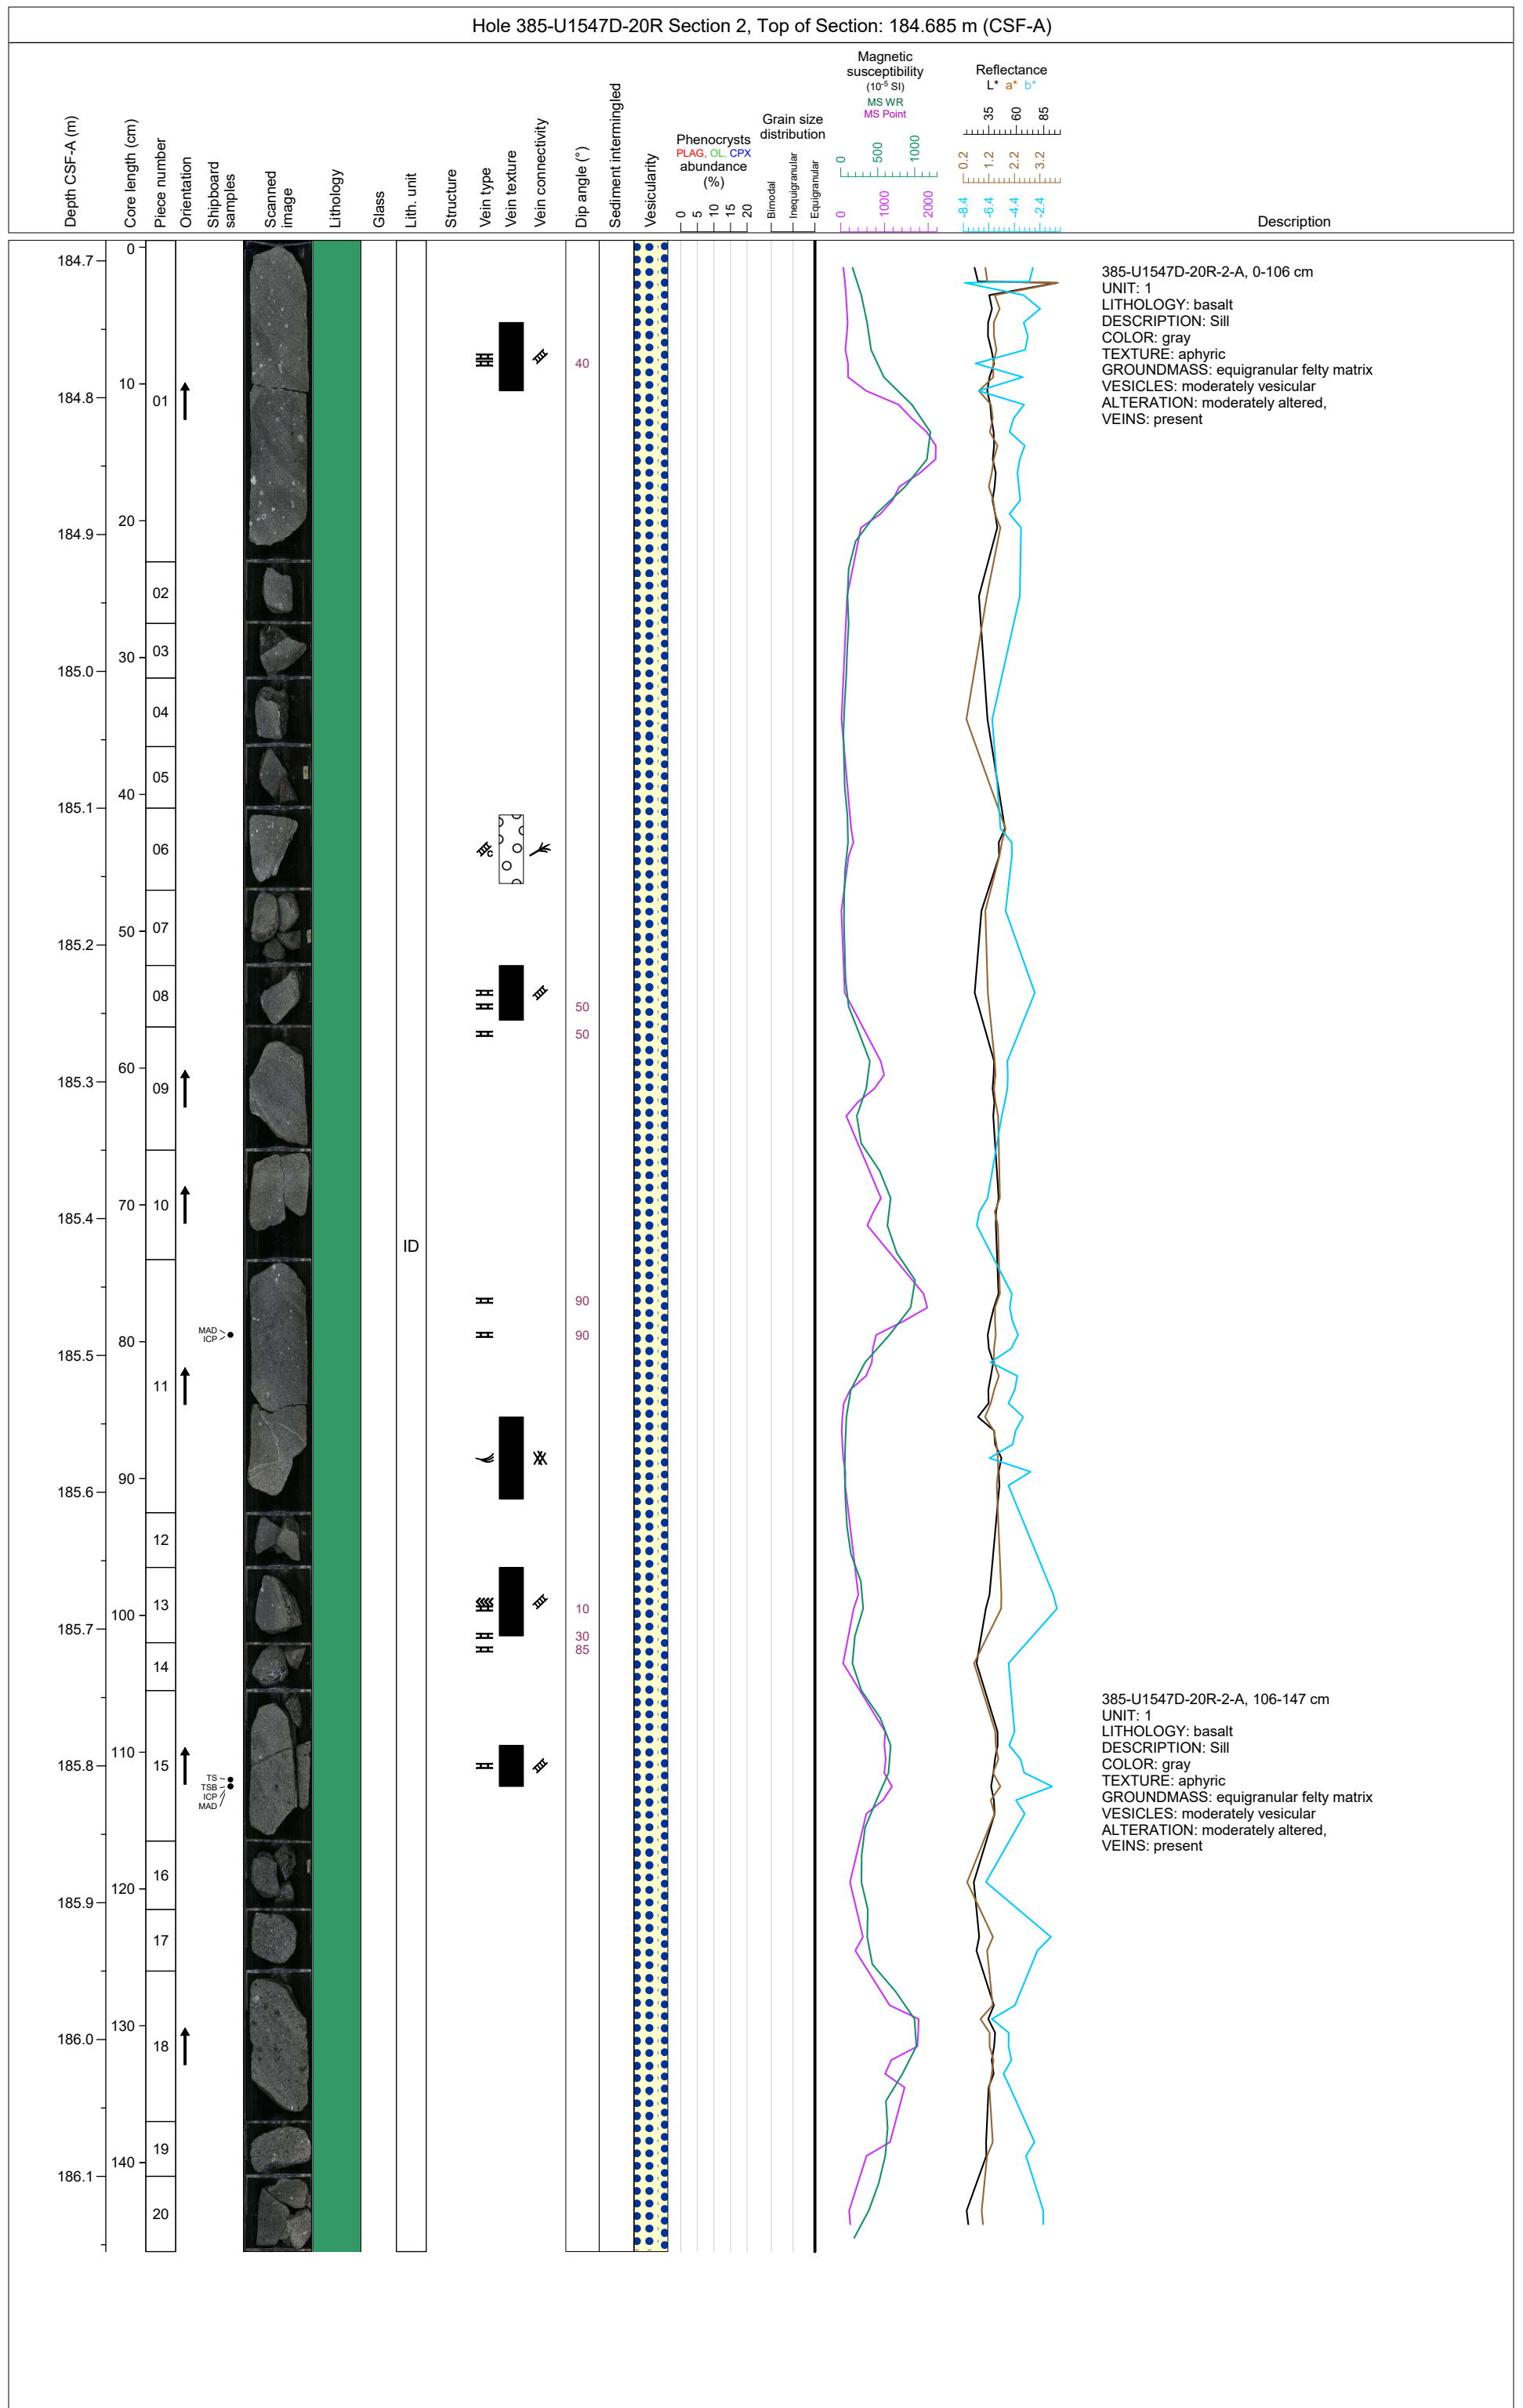 Hole 385-U1547D-20R Section 2, Top of Section: 184.685 m (CSF-A)
Depth CSF-A (m)
Core length (cm)
Piece number
Orientation
Shipboard
samples
Scanned
image
Lithology
Glass
Lith. unit
Structure
Vein type
Vein texture
Vein connectivity
Dip angle (°)
Sediment intermingled
Vesicularity
Phenocrysts
PLAG, OL, CPX
abundance
(%)
0 5 10 15 20
Grain size
distribution
Bimodal
Inequigranular
Equigranular
Magnetic
susceptibility
(10-5 SI)
MS WR
MS Point
0 500 1000
0 1000 2000
Reflectance
L* a* b*
35 60 85
0.2 1.2 2.2 3.2
-8.4 -6.4 -4.4 -2.4
Description
184.7
184.8
184.9
185.0
185.1
185.2
185.3
185.4
185.5
185.6
185.7
185.8
185.9
186.0
186.1
0
10
20
30
40
50
60
70
80
90
100
110
120
130
140
01
02
03
04
05
06
07
08
09
10
11
12
13
14
15
16
17
18
19
20
MAD
ICP
TS
TSB
ICP
MAD
ID
c
40
50
50
90
90
10
30
85
385-U1547D-20R-2-A, 0-106 cm
UNIT: 1
LITHOLOGY: basalt
DESCRIPTION: Sill
COLOR: gray
TEXTURE: aphyric
GROUNDMASS: equigranular felty matrix
VESICLES: moderately vesicular
ALTERATION: moderately altered,
VEINS: present
385-U1547D-20R-2-A, 106-147 cm
UNIT: 1
LITHOLOGY: basalt
DESCRIPTION: Sill
COLOR: gray
TEXTURE: aphyric
GROUNDMASS: equigranular felty matrix
VESICLES: moderately vesicular
ALTERATION: moderately altered,
VEINS: present